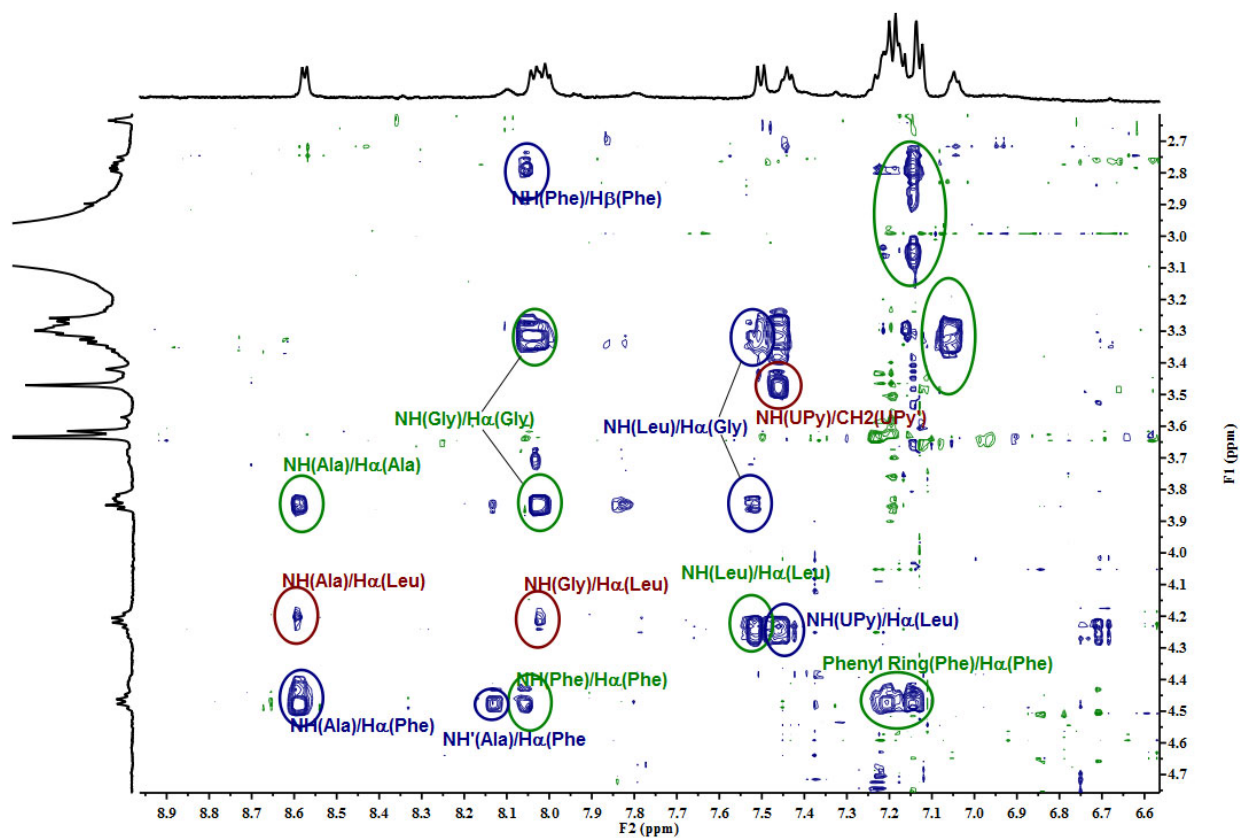 NH(Phe)/Hβ(Phe)
NH(Gly)/Hα(Gly)
NH(Leu)/Hα(Gly)
NH(UPy)/CH2(UPy')
NH(Ala)/Hα(Ala)
NH(Ala)/Hα(Leu)
NH(Gly)/Hα(Leu)
NH(Leu)/Hα(Leu)
NH(UPy)/Hα(Leu)
NH(Phe)/Hα(Phe)
Phenyl Ring(Phe)/Hα(Phe)
NH(Ala)/Hα(Phe)
NH'(Ala)/Hα(Phe
2.7
2.8
2.9
3.0
3.1
3.2
3.3
3.4
3.5
3.6
3.7
3.8
3.9
4.0
4.1
4.2
4.3
4.4
4.5
4.6
4.7
F1 (ppm)
8.9 8.8 8.7 8.6 8.5 8.4 8.3 8.2 8.1 8.0 7.9 7.8 7.7 7.6 7.5 7.4 7.3 7.2 7.1 7.0 6.9 6.8 6.7 6.6
F2 (ppm)